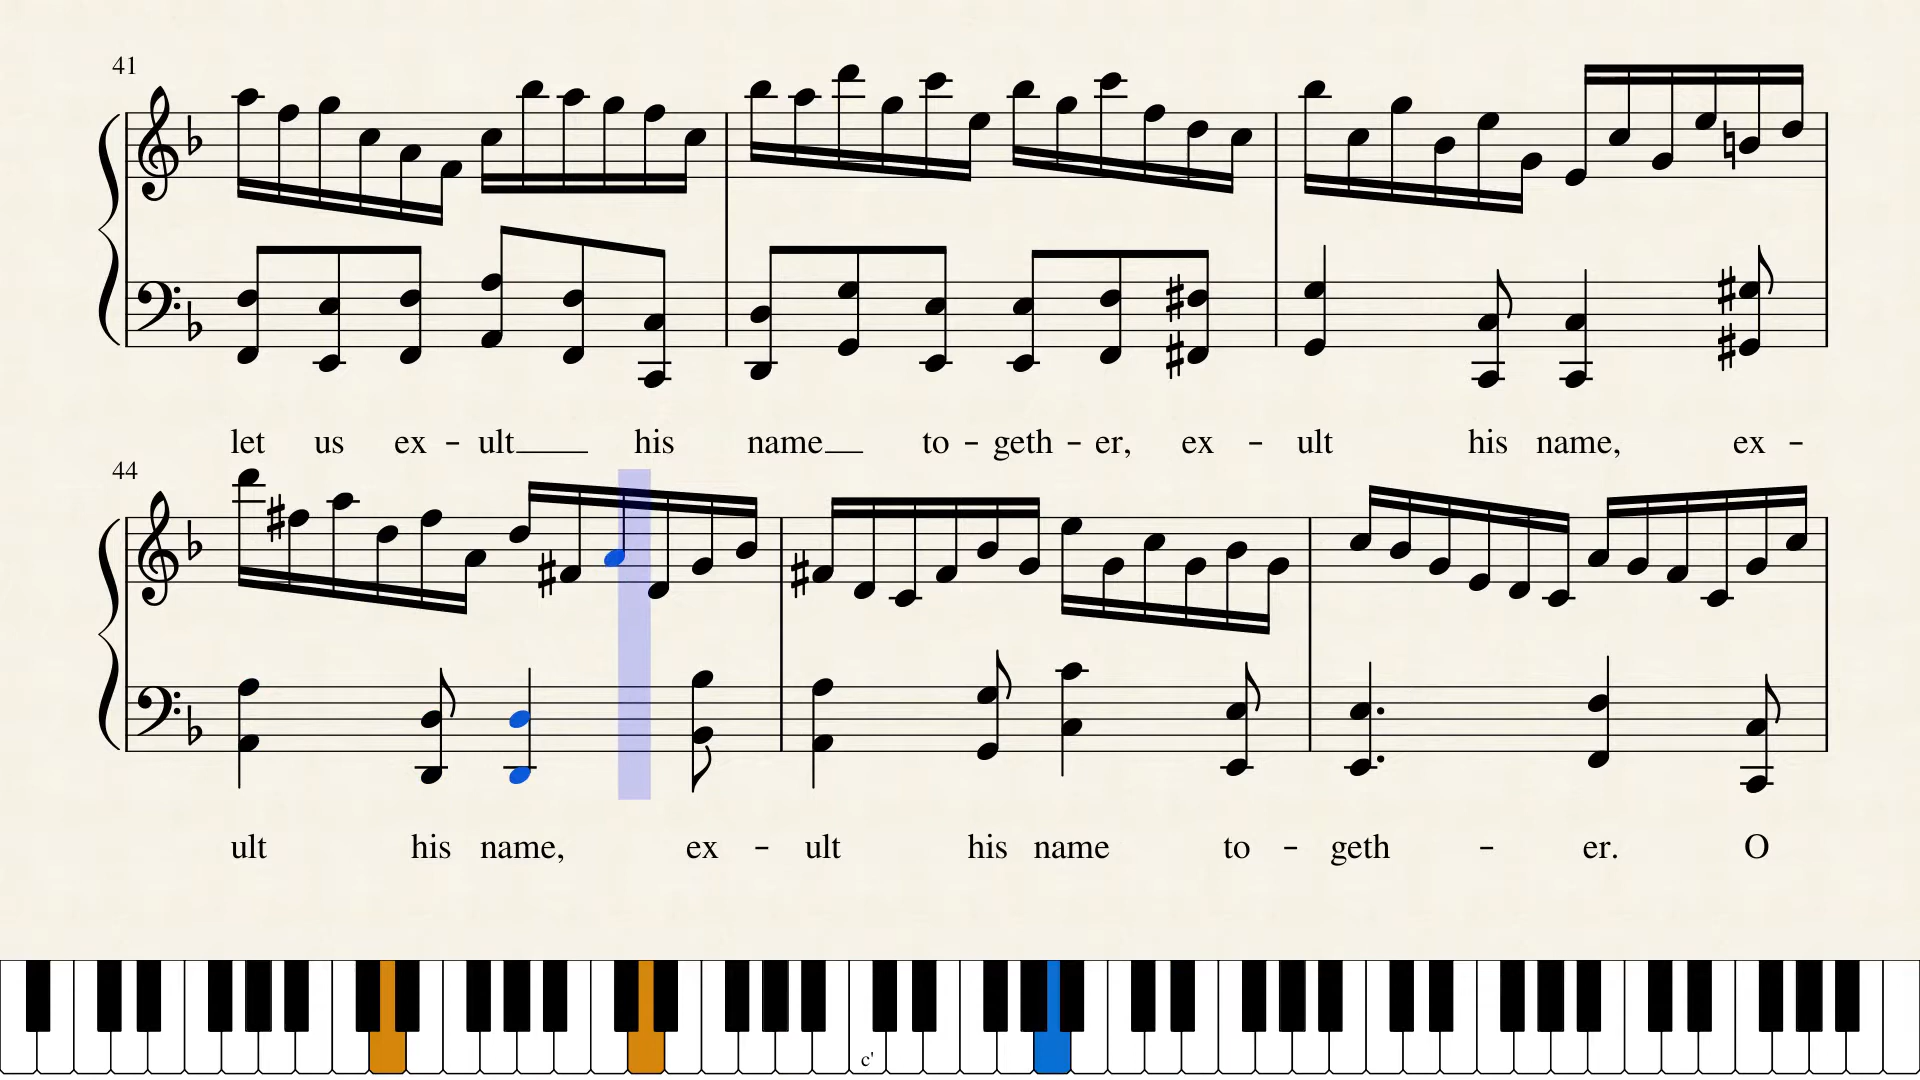 41
let us ex - ult his name to - geth - er, ex - ult his name, ex -
44
ult his name, ex - ult his name to - geth - er. O
c'